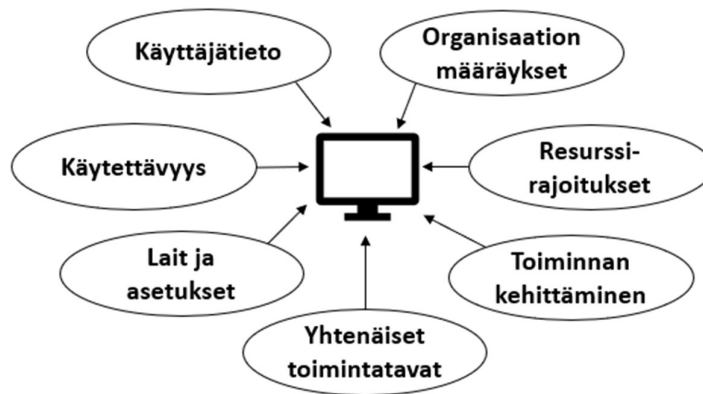 Käyttäjätieto
Organisaation
määräykset
Käytettävyys
Resurssi-
rajoitukset
Lait ja
asetukset
Toiminnan
kehittäminen
Yhtenäiset
toimintatavat